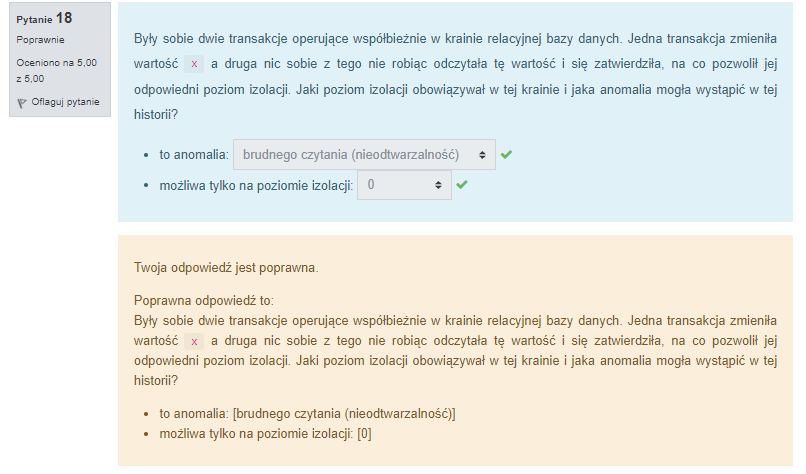 Pytanie 18
Poprawnie
Oceniono na 5,00
z 5,00
Oflaguj pytanie
Były sobie dwie transakcje operujące współbieżnie w krainie relacyjnej bazy danych. Jedna transakcja zmieniła
wartość x a druga nic sobie z tego nie robiąc odczytała tę wartość i się zatwierdziła, na co pozwolił jej
odpowiedni poziom izolacji. Jaki poziom izolacji obowiązywał w tej krainie i jaka anomalia mogła wystąpić w tej
historii?
• to anomalia: brudnego czytania (nieodtwarzalność)
• możliwa tylko na poziomie izolacji: 0
Twoja odpowiedź jest poprawna.
Poprawna odpowiedź to:
Były sobie dwie transakcje operujące współbieżnie w krainie relacyjnej bazy danych. Jedna transakcja zmieniła
wartość x a druga nic sobie z tego nie robiąc odczytała tę wartość i się zatwierdziła, na co pozwolił jej
odpowiedni poziom izolacji. Jaki poziom izolacji obowiązywał w tej krainie i jaka anomalia mogła wystąpić w tej
historii?
• to anomalia: [brudnego czytania (nieodtwarzalność)]
• możliwa tylko na poziomie izolacji: [0]